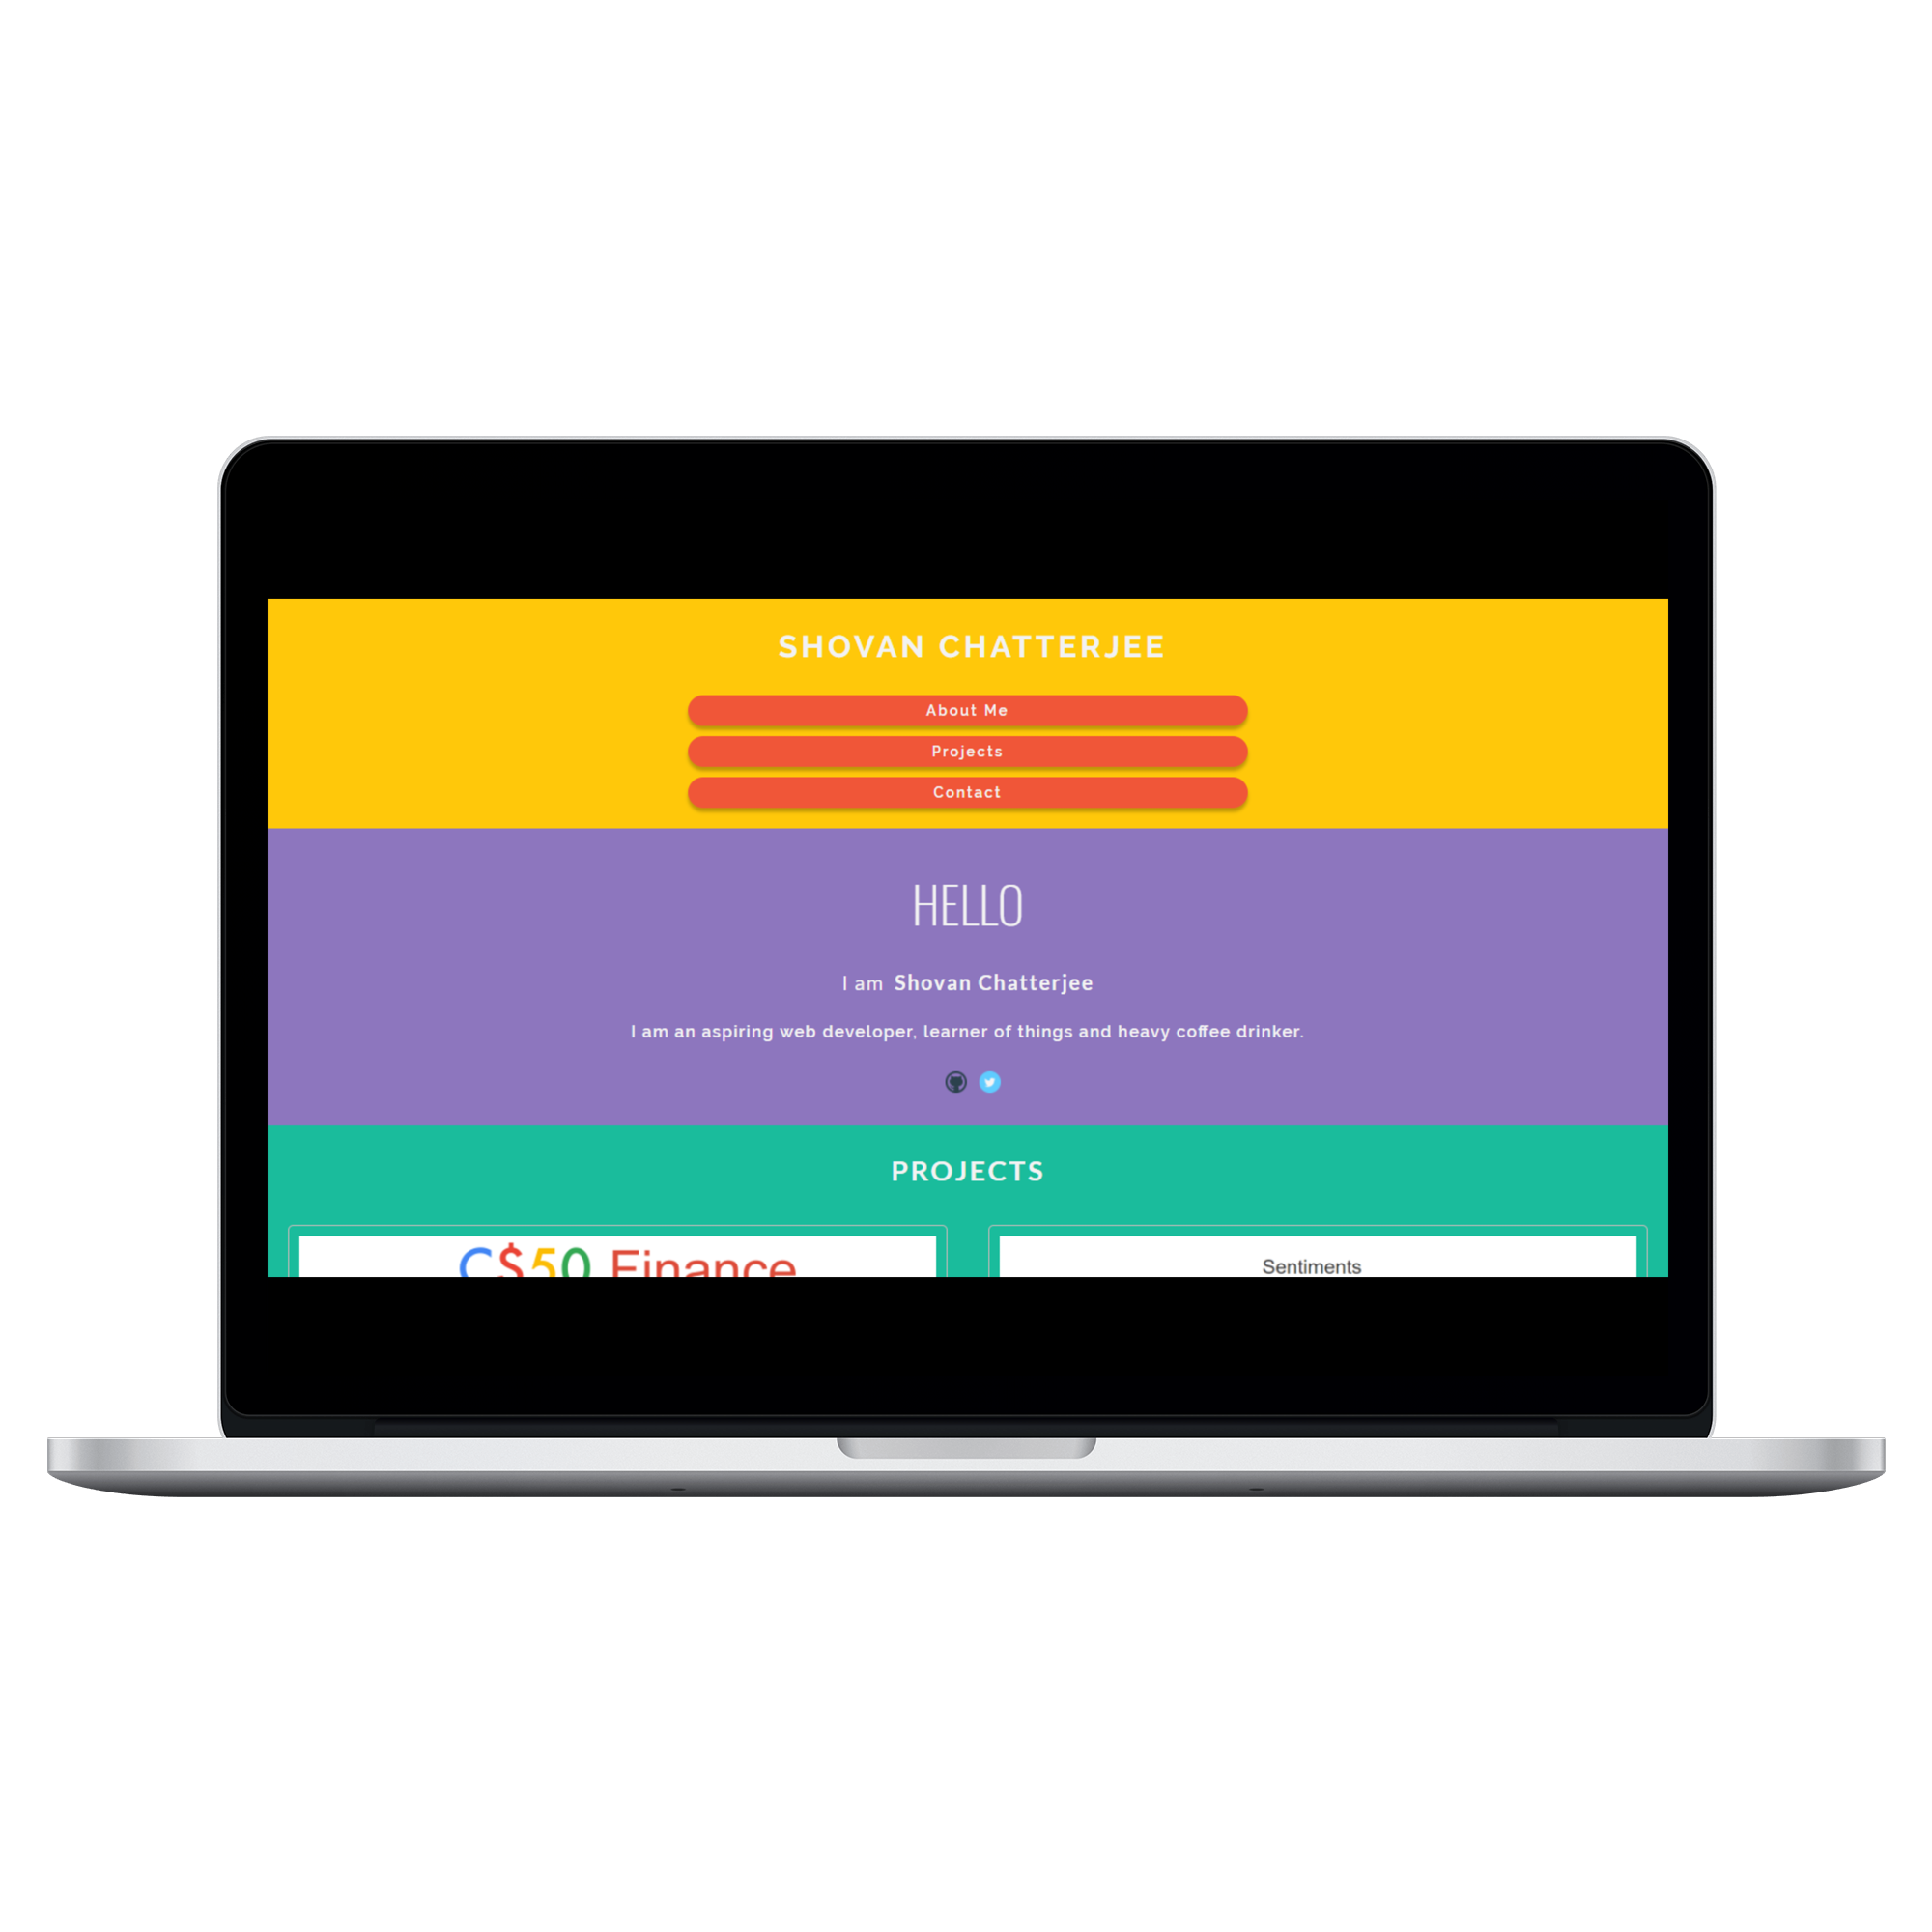 SHOVAN CHATTERJEE
About Me
Projects
Contact
HELLO
I am Shovan Chatterjee
I am an aspiring web developer, learner of things and heavy coffee drinker.
PROJECTS
C$50 Finance
Sentiments